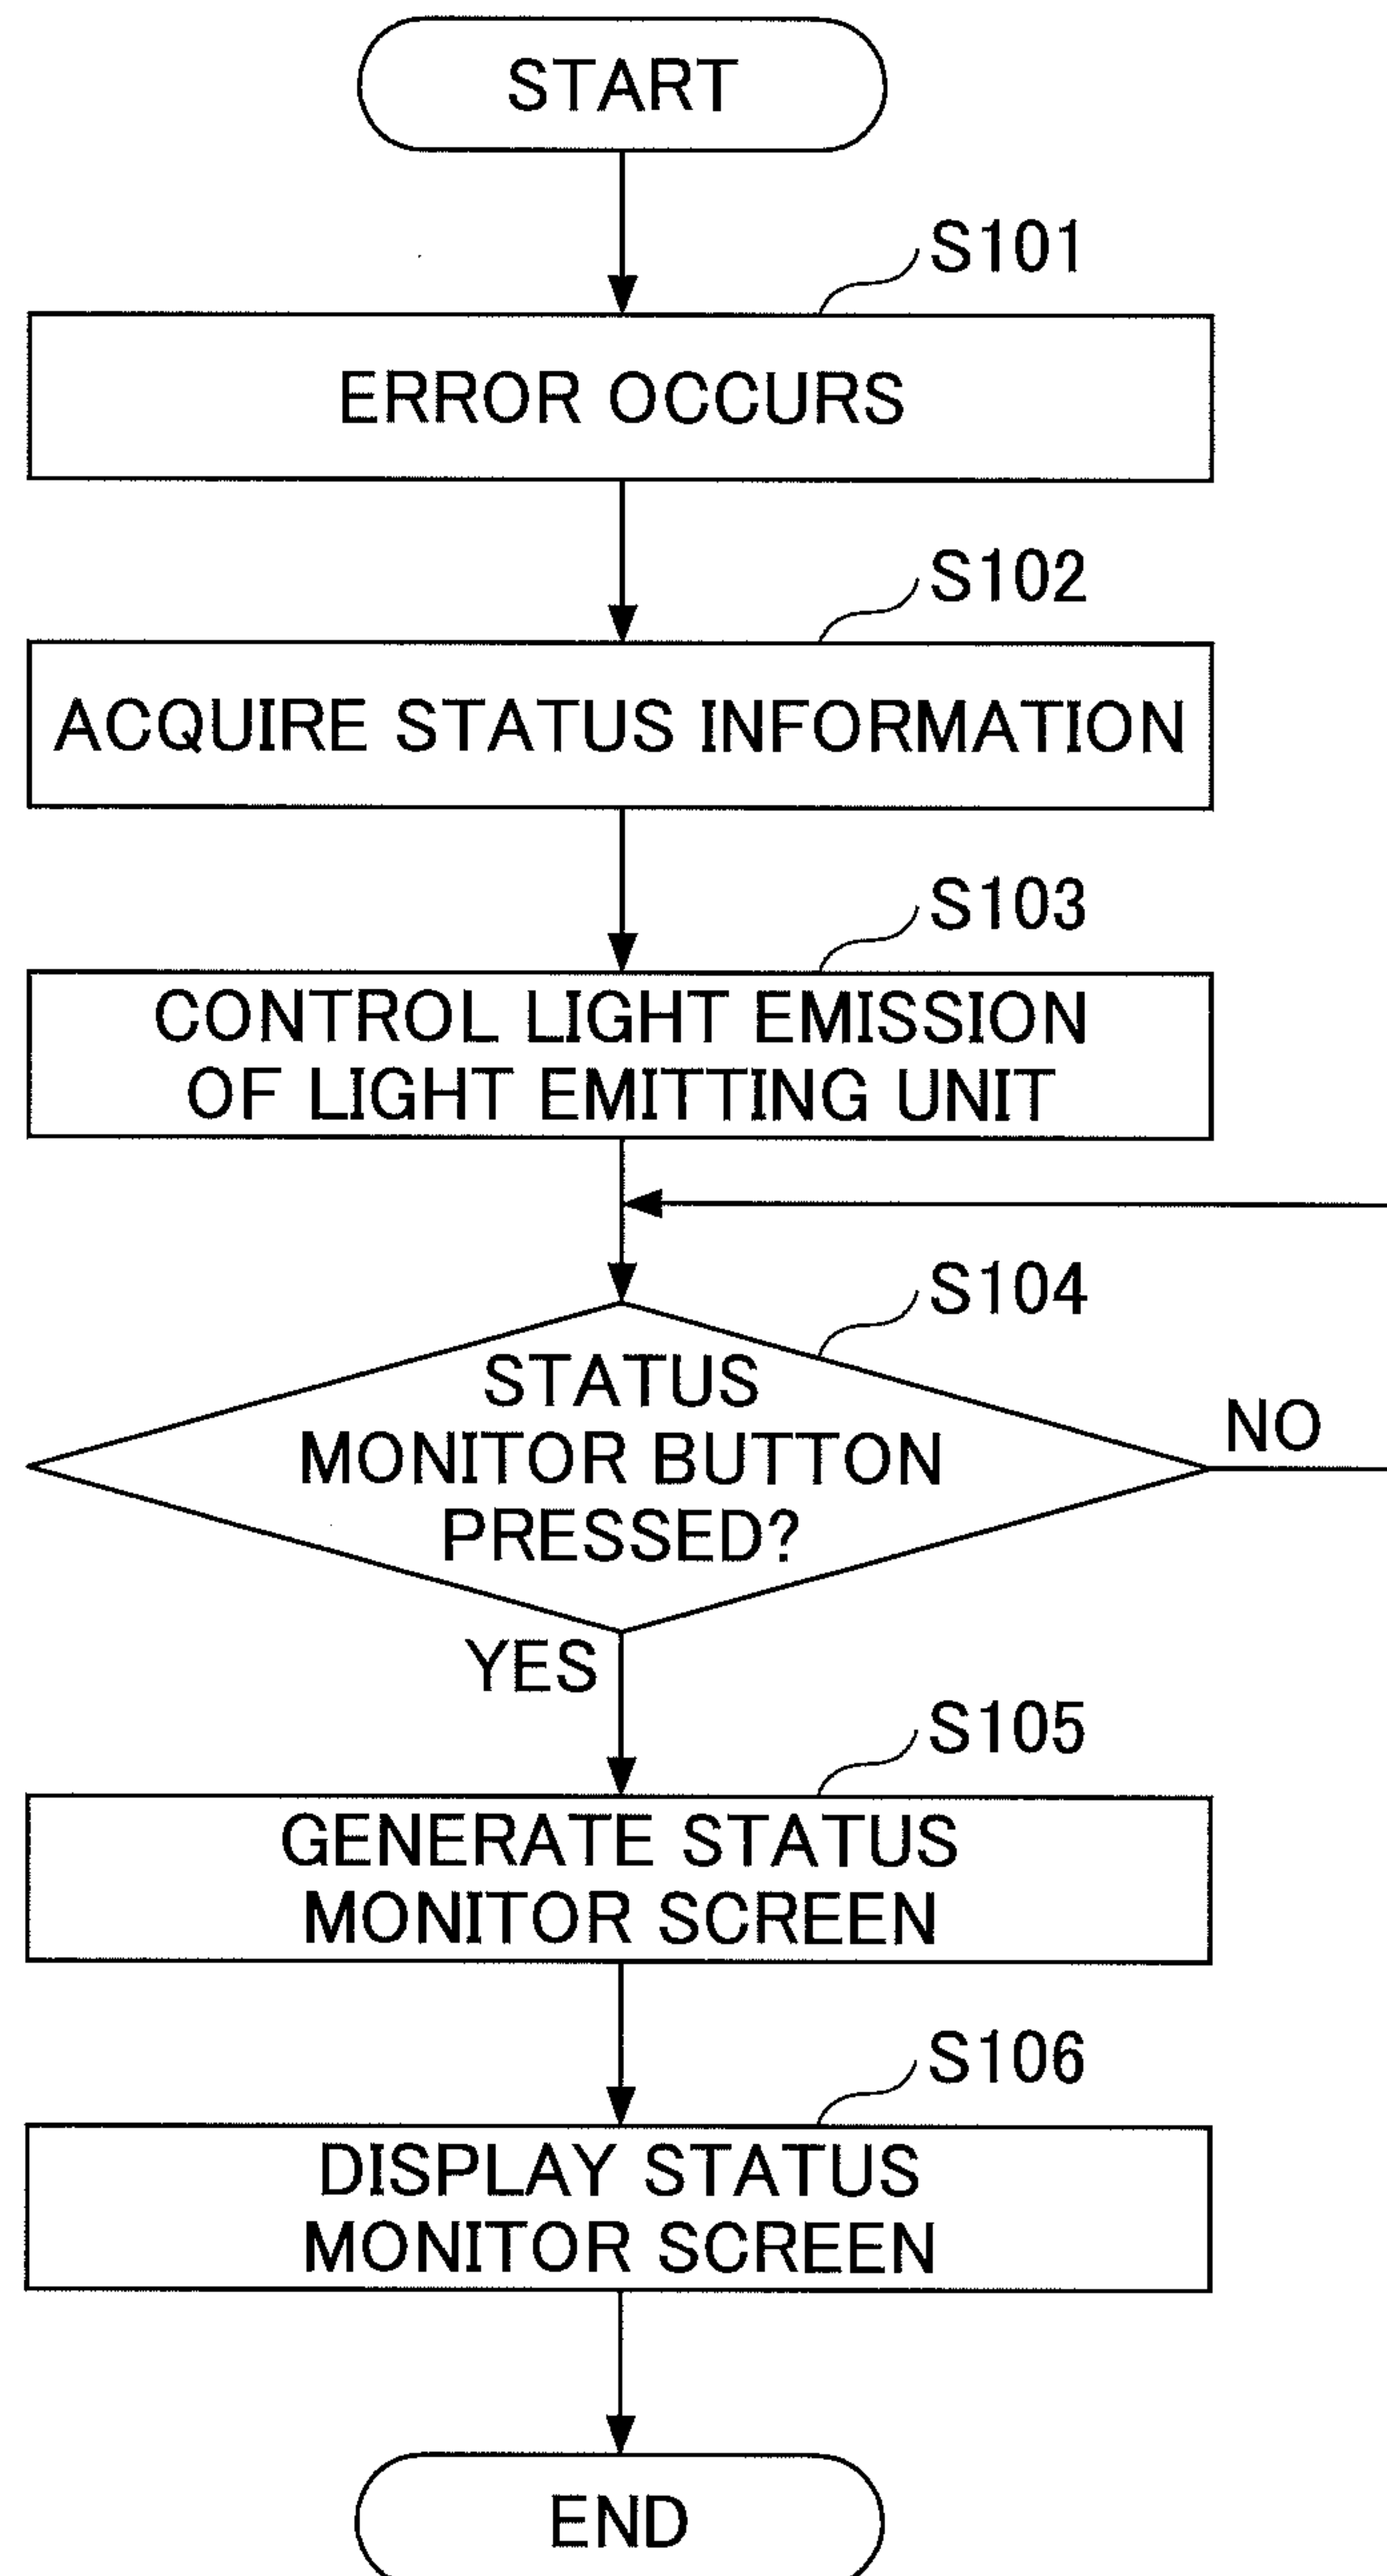 START
S101
ERROR OCCURS
S102
ACQUIRE STATUS INFORMATION
S103
CONTROL LIGHT EMISSION
OF LIGHT EMITTING UNIT
S104
STATUS
MONITOR BUTTON
PRESSED?
NO
YES
S105
GENERATE STATUS
MONITOR SCREEN
S106
DISPLAY STATUS
MONITOR SCREEN
END